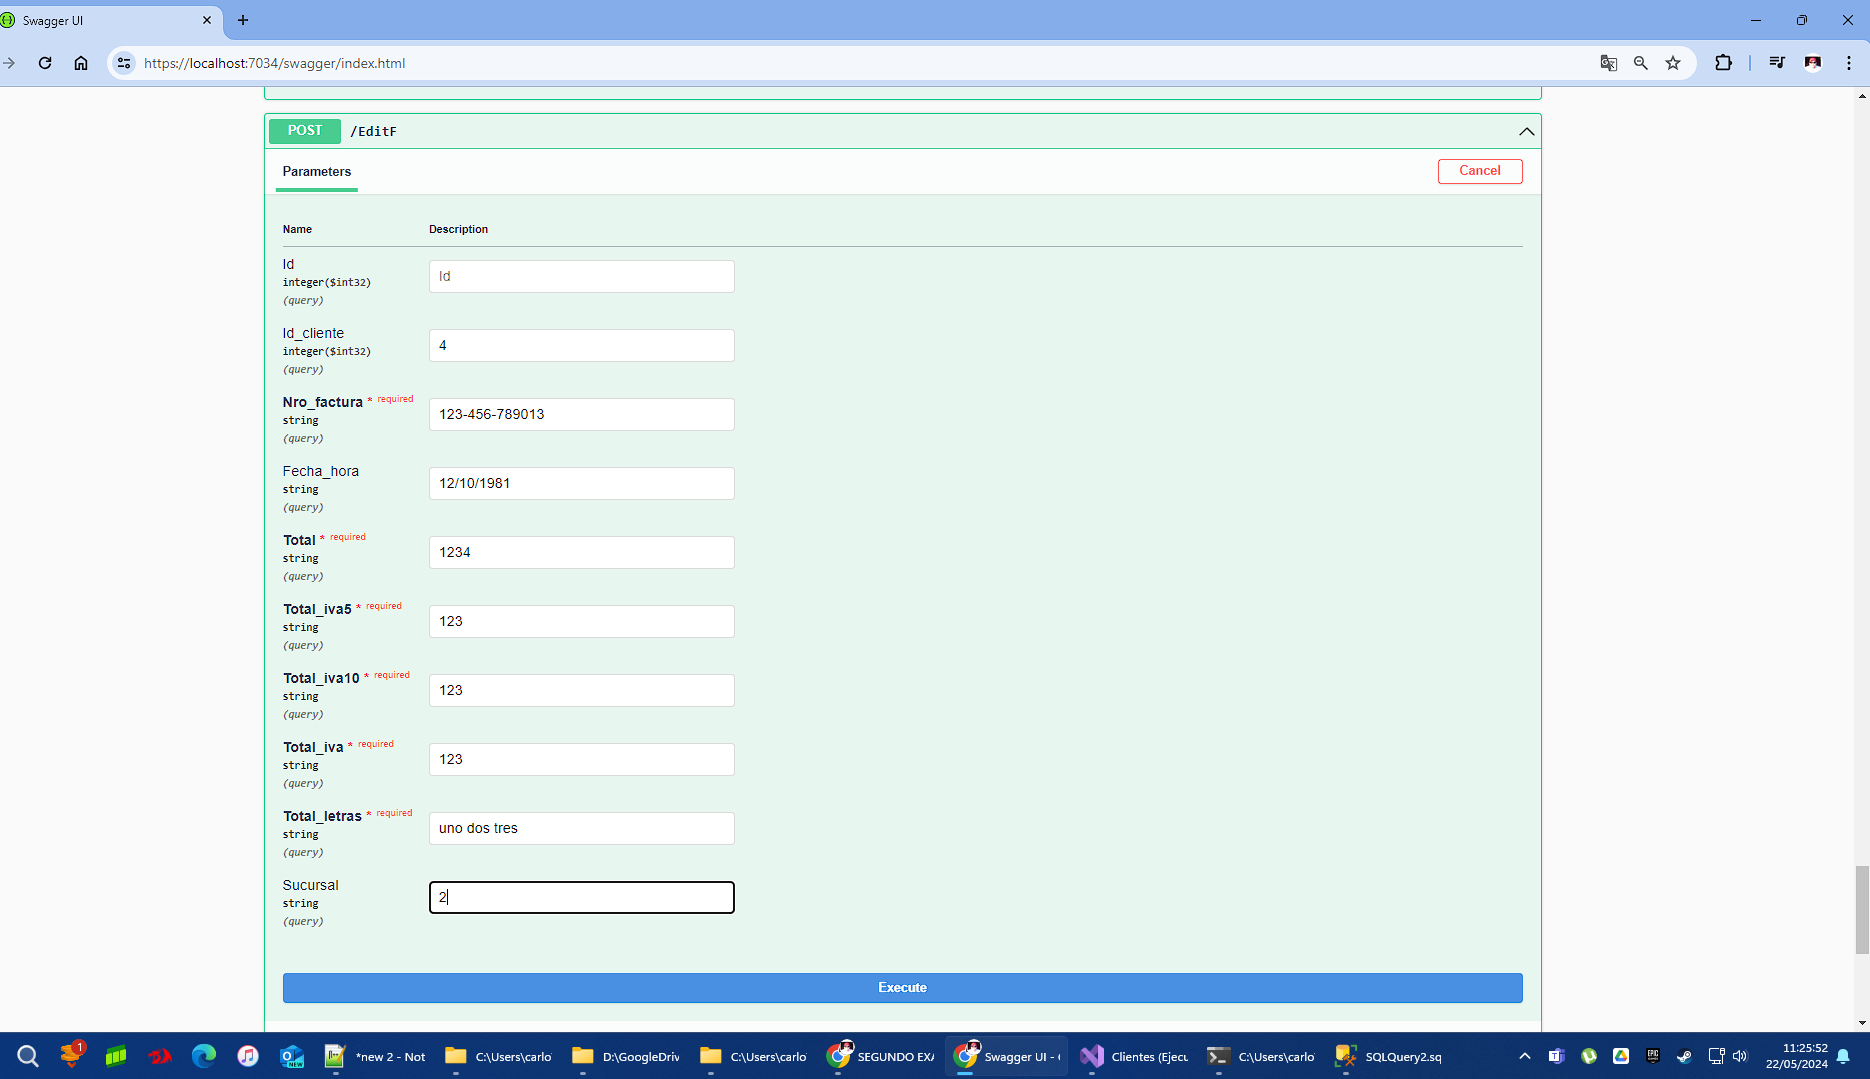 Swagger UI
https://localhost:7034/swagger/index.html
POST /EditF
Parameters
Cancel
Name Description
Id
integer($int32)
(query)
Id
Id_cliente
integer($int32)
(query)
4
Nro_factura * required
string
(query)
123-456-789013
Fecha_hora
string
(query)
12/10/1981
Total * required
string
(query)
1234
Total_iva5 * required
string
(query)
123
Total_iva10 * required
string
(query)
123
Total_iva * required
string
(query)
123
Total_letras * required
string
(query)
uno dos tres
Sucursal
string
(query)
2
Execute
1
NEW
*new 2 - Not
C:\Users\carlo
D:\GoogleDriv
C:\Users\carlo
SEGUNDO EXA
Swagger UI -
Clientes (Ejecu
C:\Users\carlo
SQLQuery2.sq
EPIC
11:25:52
22/05/2024